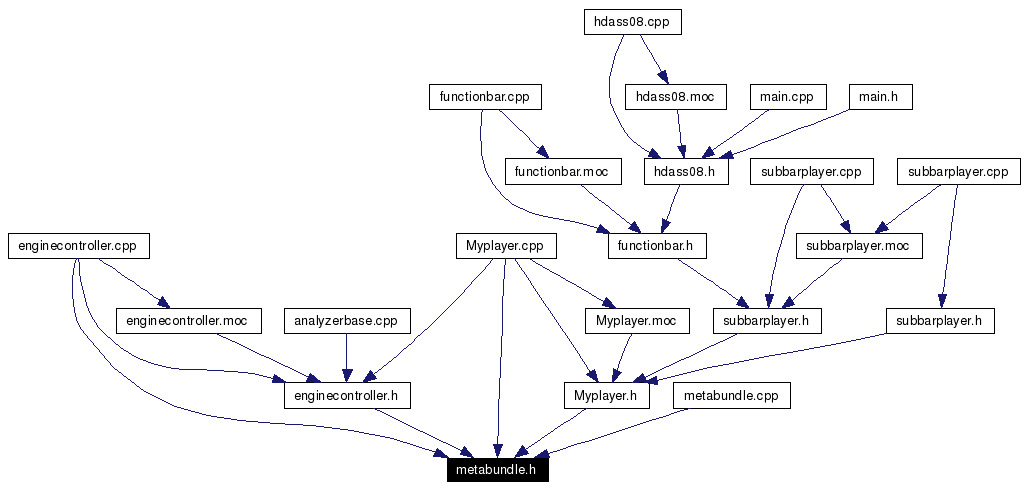 hdass08.cpp
functionbar.cpp
hdass08.moc
main.cpp
main.h
functionbar.moc
hdass08.h
subbarplayer.cpp
subbarplayer.cpp
enginecontroller.cpp
Myplayer.cpp
functionbar.h
subbarplayer.moc
enginecontroller.moc
analyzerbase.cpp
Myplayer.moc
subbarplayer.h
subbarplayer.h
enginecontroller.h
Myplayer.h
metabundle.cpp
metabundle.h